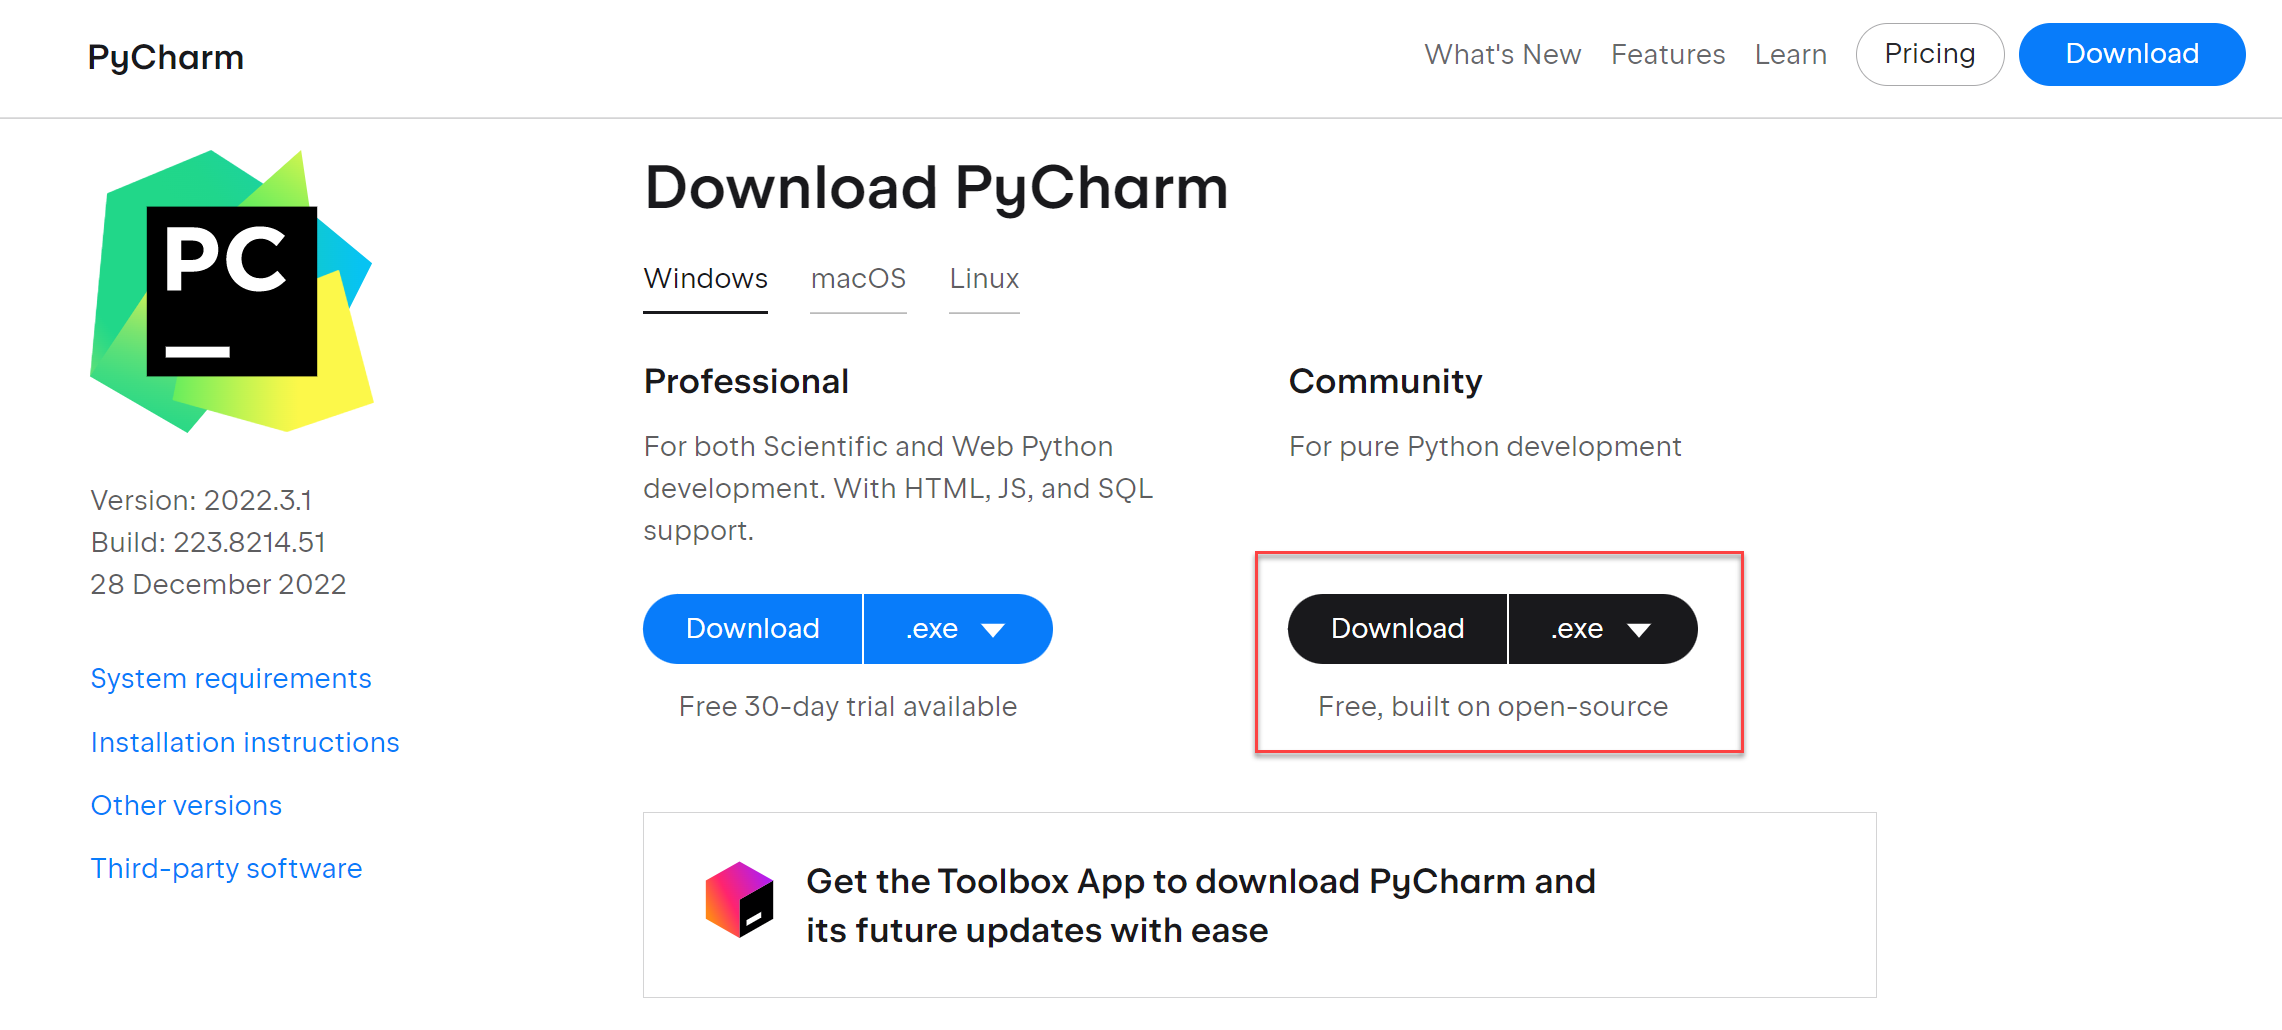 PyCharm
What's New Features Learn Pricing Download
PC
Version: 2022.3.1
Build: 223.8214.51
28 December 2022
System requirements
Installation instructions
Other versions
Third-party software
Download PyCharm
Windows macOS Linux
Professional
For both Scientific and Web Python
development. With HTML, JS, and SQL
support.
Download .exe
Free 30-day trial available
Community
For pure Python development
Download .exe
Free, built on open-source
Get the Toolbox App to download PyCharm and
its future updates with ease